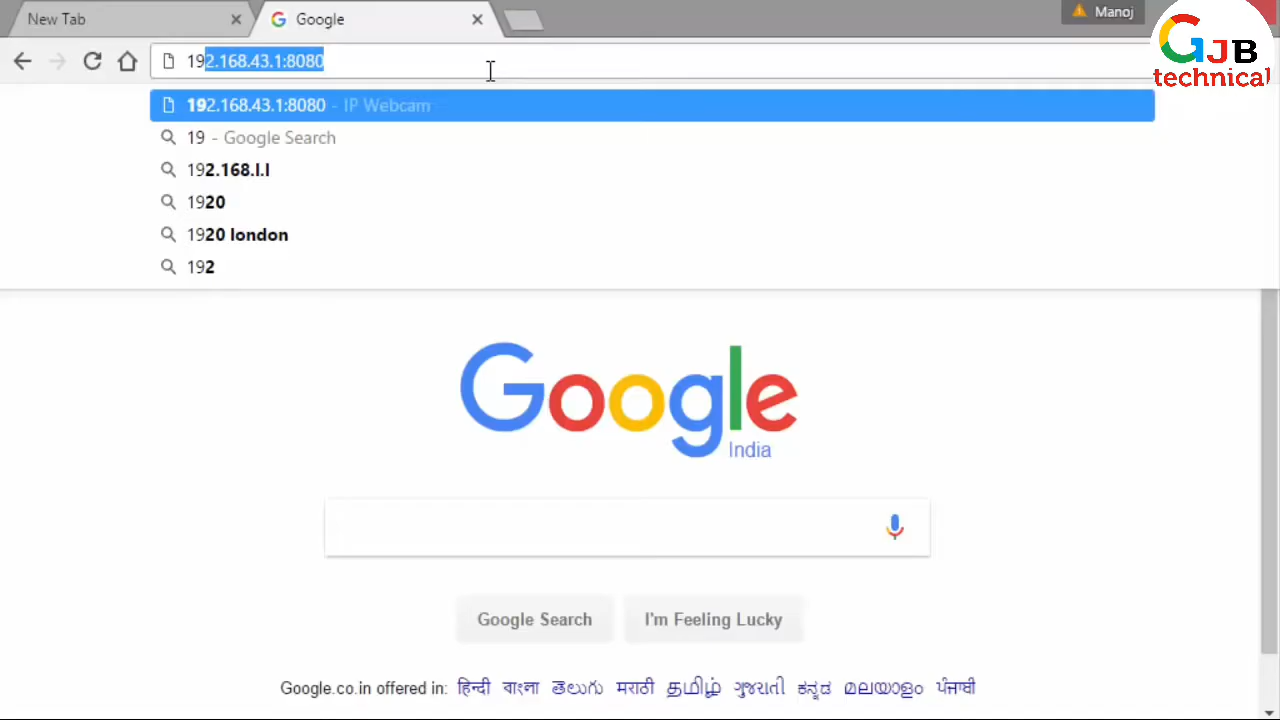 New Tab
Google
Manoj
GJB
technical
192.168.43.1:8080
192.168.43.1:8080 - IP Webcam
19 - Google Search
192.168.l.l
1920
1920 london
192
Google
India
Google Search
I'm Feeling Lucky
Google.co.in offered in: हिन्दी বাংলা తెలుగు मराठी தமிழ் ગુજરાતી ಕನ್ನಡ മലയാളം ਪੰਜਾਬੀ